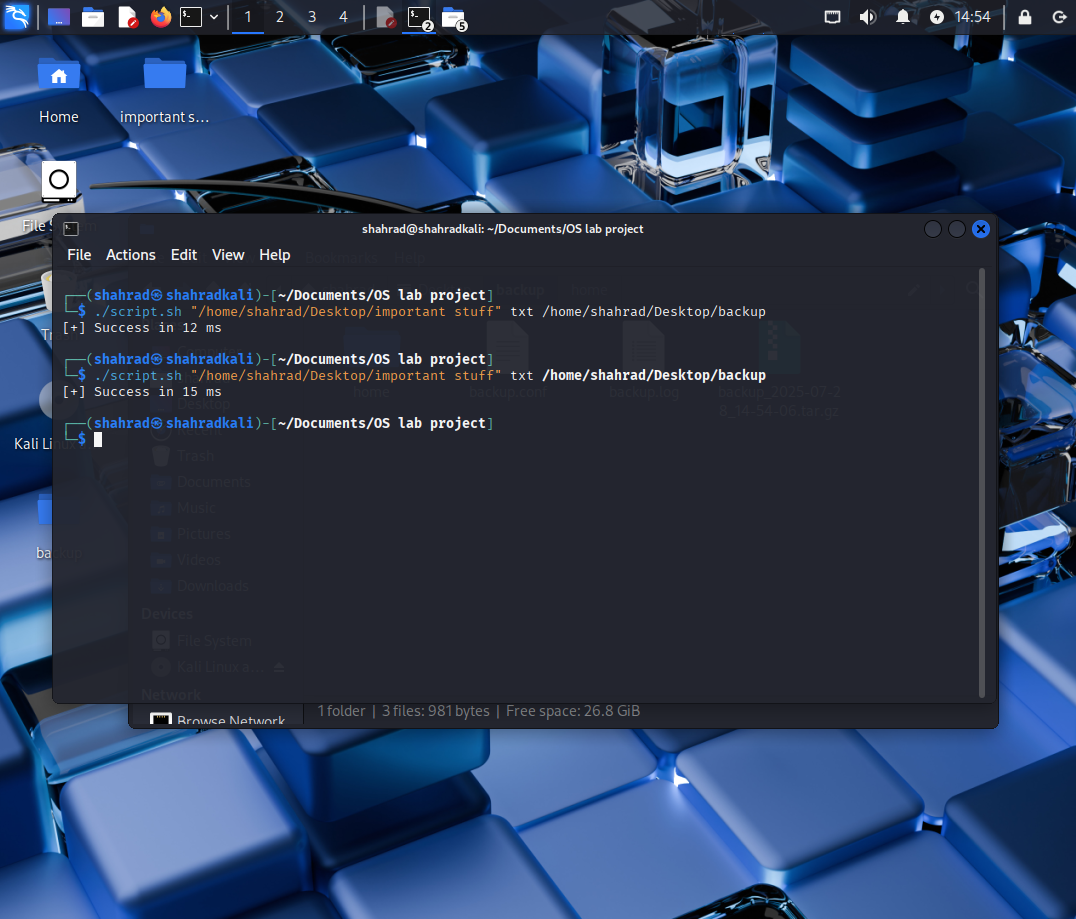 1 2 3 4
2
5
14:54
Home
important s...
File S
shahrad@shahradkali: ~/Documents/OS lab project
File Actions Edit View Help
┌──(shahrad㉿shahradkali)-[~/Documents/OS lab project]
└─$ ./script.sh "/home/shahrad/Desktop/important stuff" txt /home/shahrad/Desktop/backup
[+] Success in 12 ms
┌──(shahrad㉿shahradkali)-[~/Documents/OS lab project]
└─$ ./script.sh "/home/shahrad/Desktop/important stuff" txt /home/shahrad/Desktop/backup
[+] Success in 15 ms
┌──(shahrad㉿shahradkali)-[~/Documents/OS lab project]
└─$
Bookmarks Help
backup home
home backup.conf backup.log backup_2025-07-2
8_14-54-06.tar.gz
Desktop
Trash
Kali Li
Documents
Music
Pictures
backup
Videos
Downloads
Devices
File System
Kali Linux a...
Network
Browse Network
1 folder | 3 files: 981 bytes | Free space: 26.8 GiB